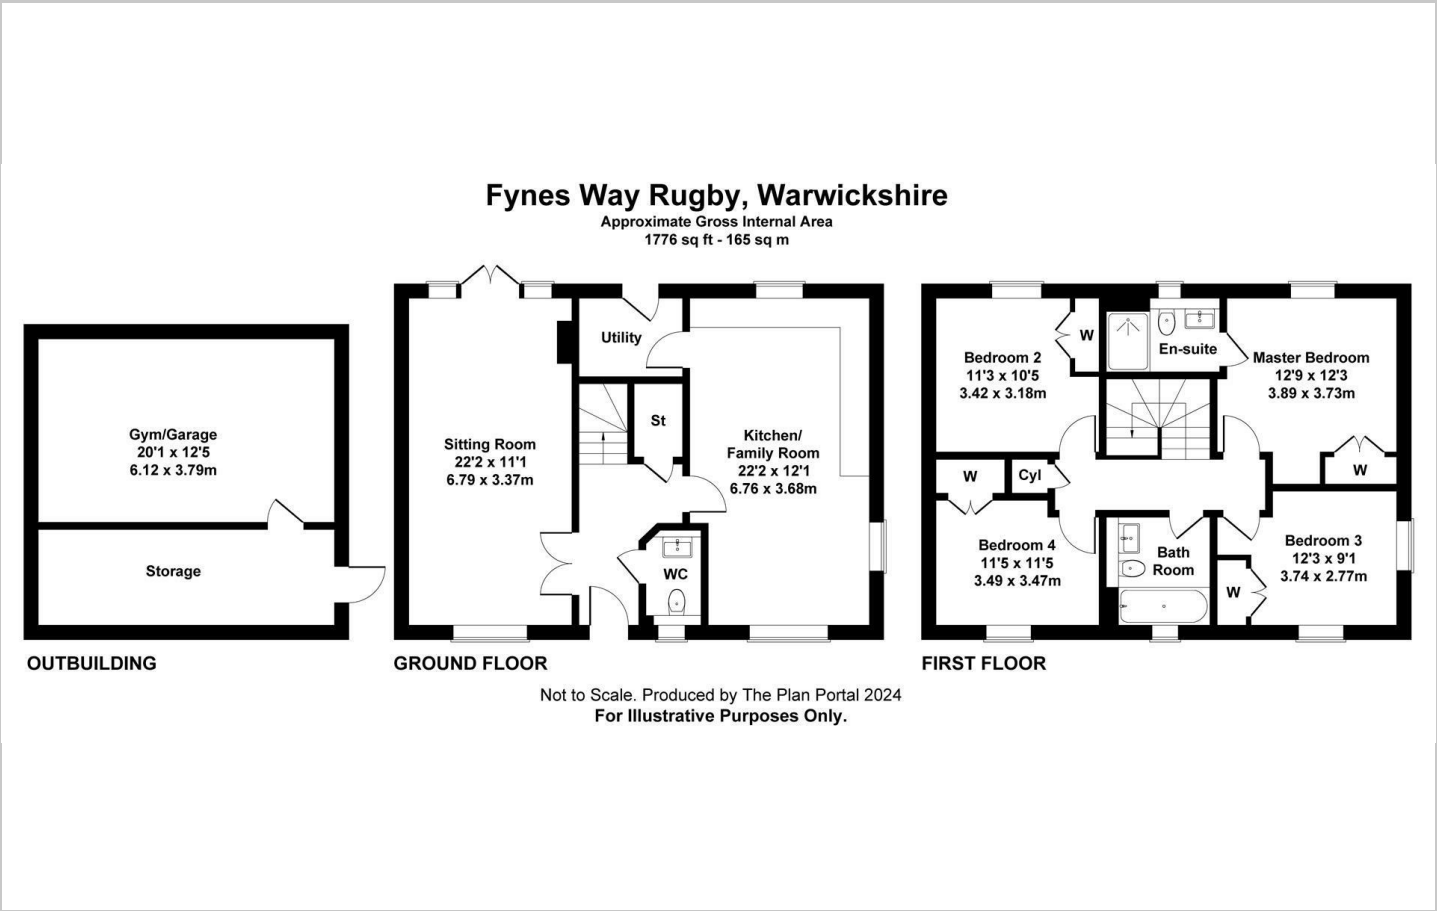 Fynes Way Rugby, Warwickshire
Approximate Gross Internal Area
1776 sq ft - 165 sq m
Gym/Garage
20'1 x 12'5
6.12 x 3.79m
Storage
OUTBUILDING
Sitting Room
22'2 x 11'1
6.79 x 3.37m
Utility
St
Kitchen/
Family Room
22'2 x 12'1
6.76 x 3.68m
WC
GROUND FLOOR
Bedroom 2
11'3 x 10'5
3.42 x 3.18m
W
En-suite
Master Bedroom
12'9 x 12'3
3.89 x 3.73m
W
W
Cyl
Bedroom 4
11'5 x 11'5
3.49 x 3.47m
Bath
Room
Bedroom 3
12'3 x 9'1
3.74 x 2.77m
W
FIRST FLOOR
Not to Scale. Produced by The Plan Portal 2024
For Illustrative Purposes Only.